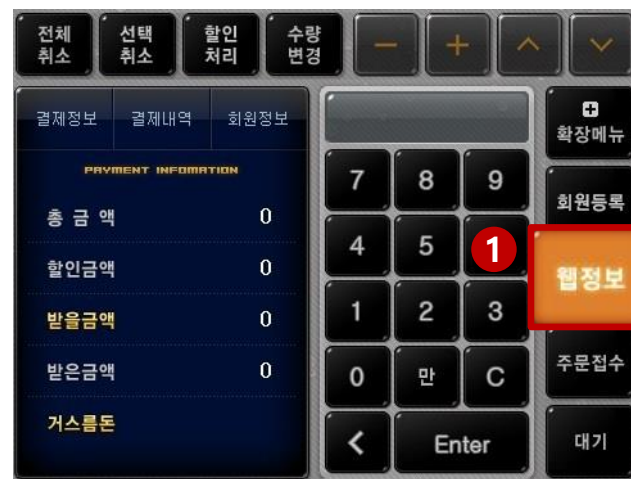 전체
취소
선택
취소
할인
처리
수량
변경
- +
결제정보 결제내역 회원정보
PAYMENT INFOMATION
총 금 액 0
할인금액 0
받을금액 0
받은금액 0
거스름돈
7 8 9
4 5 1
1 2 3
0 만 C
Enter
확장메뉴
회원등록
웹정보
주문접수
대기